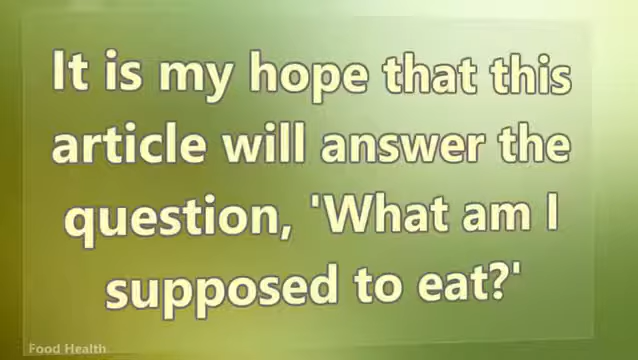 It is my hope that this
article will answer the
question, 'What am I
supposed to eat?'
Food Health